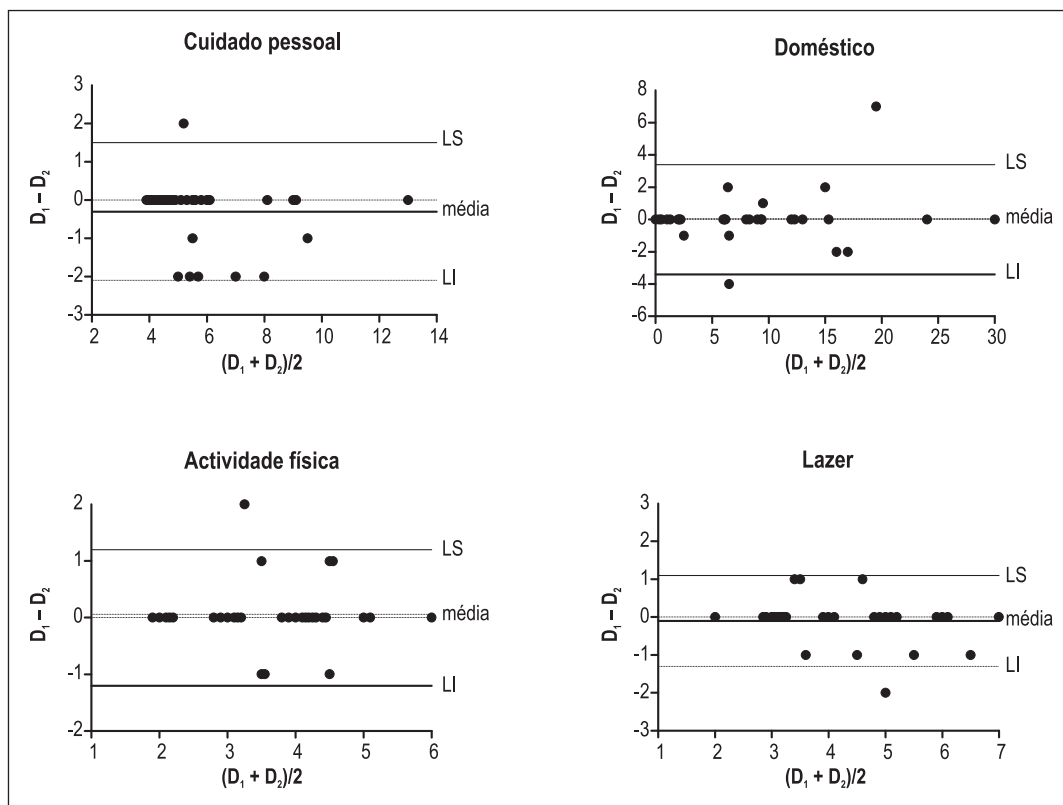 Cuidado pessoal
3
2
1
0
-1
-2
-3
D₁ – D₂
LS
média
LI
2 4 6 8 10 12 14
(D₁ + D₂)/2
Doméstico
8
6
4
2
0
-2
-4
-6
D₁ – D₂
LS
média
LI
0 5 10 15 20 25 30
(D₁ + D₂)/2
Actividade física
2
1
0
-1
-2
D₁ – D₂
LS
média
LI
1 2 3 4 5 6
(D₁ + D₂)/2
Lazer
3
2
1
0
-1
-2
-3
D₁ – D₂
LS
média
LI
1 2 3 4 5 6 7
(D₁ + D₂)/2